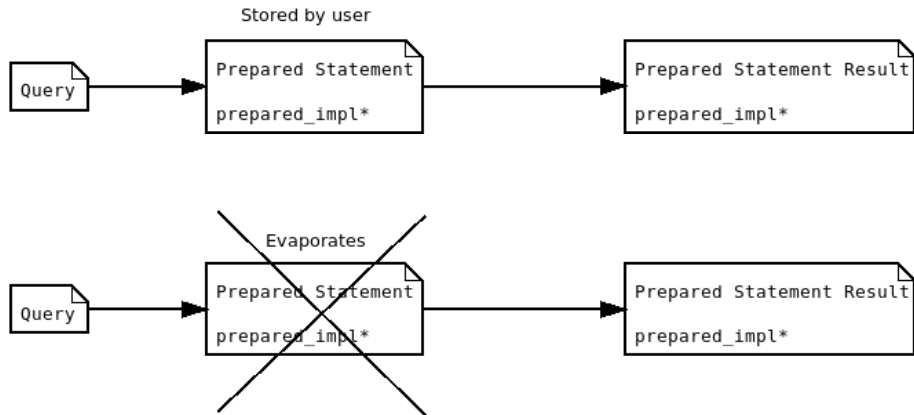 Stored by user
Query
Prepared Statement
prepared_impl*
Prepared Statement Result
prepared_impl*
Evaporates
Query
Prepared Statement
prepared_impl*
Prepared Statement Result
prepared_impl*